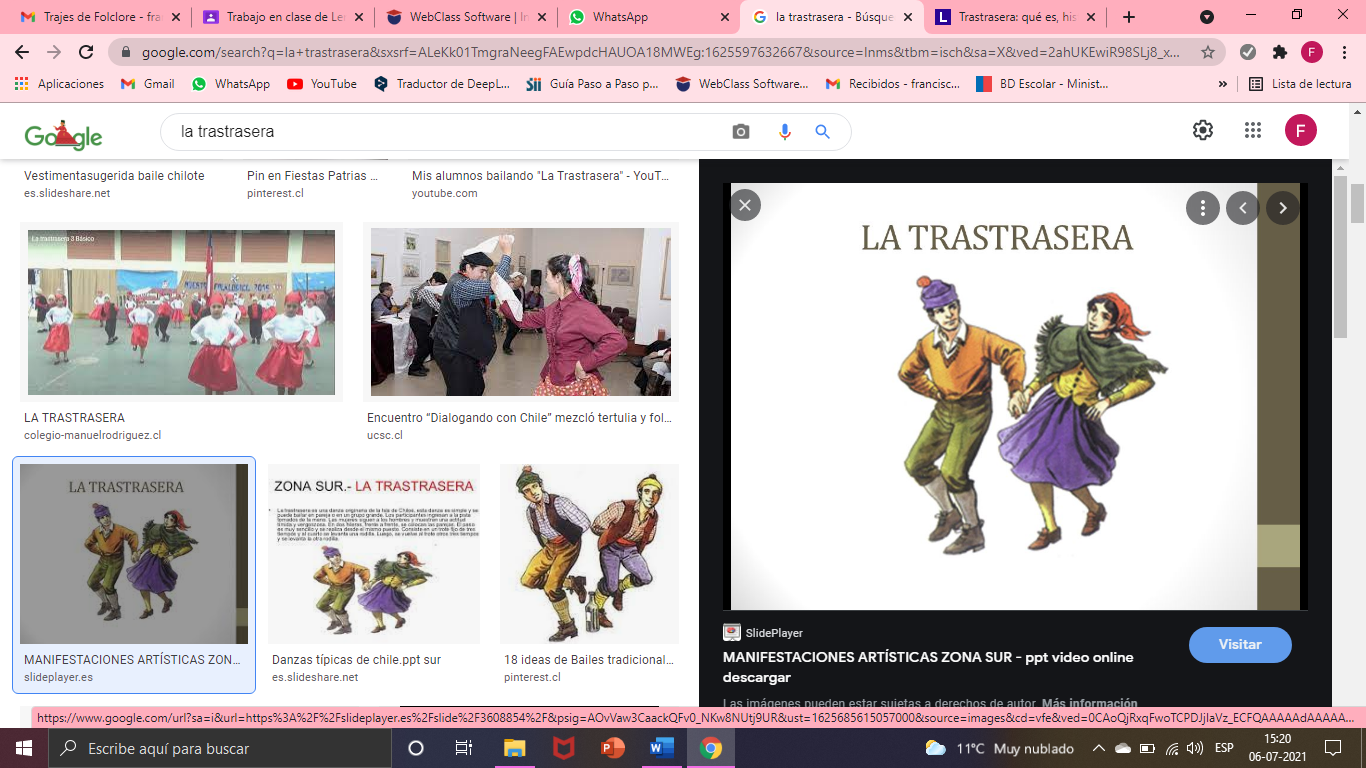 Trajes de Folclore - fra
Trabajo en clase de Le
WebClass Software | In
WhatsApp
la trastrasera - Búsque
Trastrasera: qué es, his
google.com/search?q=la+trastrasera&sxsrf=ALeKk01TmgraNeegFAEwpdcHAUOA18MWEg:1625597632667&source=lnms&tbm=isch&sa=X&ved=2ahUKEwiR98SLj8_x...
F
Aplicaciones
Gmail
WhatsApp
YouTube
Traductor de DeepL...
Guía Paso a Paso p...
WebClass Software...
Recibidos - francisc...
BD Escolar - Minist...
»
Lista de lectura
Google
la trastrasera
F
Vestimentasugerida baile chilote
es.slideshare.net
Pin en Fiestas Patrias ...
pinterest.cl
Mis alumnos bailando "La Trastrasera" - YouT...
youtube.com
La trastrasera 3 Básico
LA TRASTRASERA
colegio-manuelrodriguez.cl
Encuentro “Dialogando con Chile” mezcló tertulia y fol...
ucsc.cl
LA TRASTRASERA
MANIFESTACIONES ARTÍSTICAS ZON...
slideplayer.es
ZONA SUR.- LA TRASTRASERA
Danzas típicas de chile.ppt sur
es.slideshare.net
18 ideas de Bailes tradicional...
pinterest.cl
LA TRASTRASERA
SlidePlayer
MANIFESTACIONES ARTÍSTICAS ZONA SUR - ppt video online
descargar
Visitar
Las imágenes pueden estar sujetas a derechos de autor. Más información
Escribe aquí para buscar
11°C Muy nublado
ESP
15:20
06-07-2021